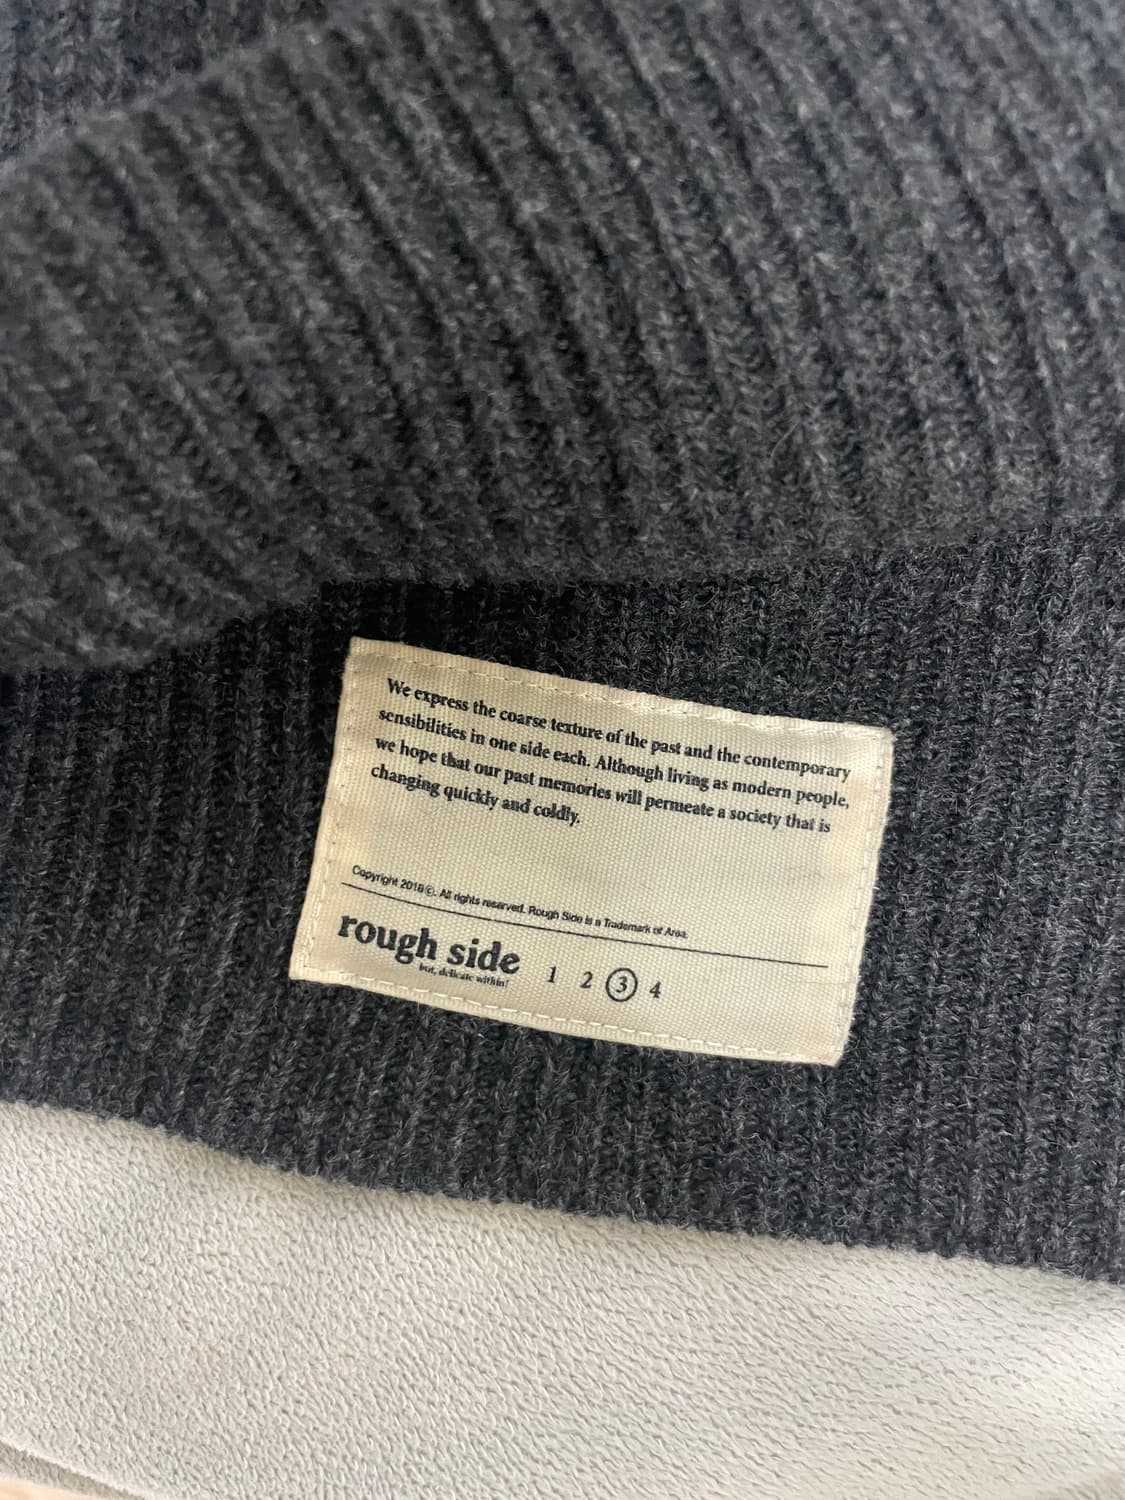 We express the coarse texture of the past and the contemporary
sensibilities in one side each. Although living as modern people,
we hope that our past memories will permeate a society that is
changing quickly and coldly.
Copyright 2018 ©. All rights reserved. Rough Side is a Trademark of Area.
rough side 1 2 3 4
but, delicate within!